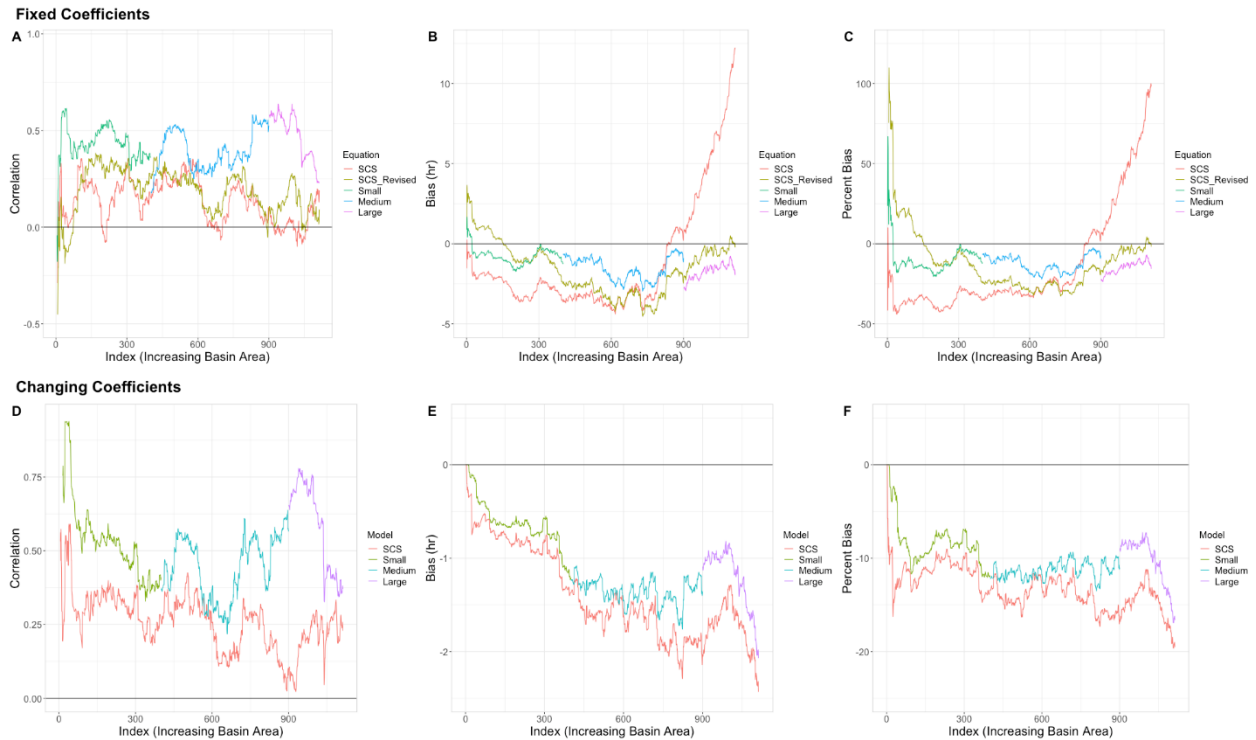 Fixed Coefficients
A
Correlation
1.0
0.5
0.0
-0.5
0
300
600
900
Index (Increasing Basin Area)
Equation
SCS
SCS_Revised
Small
Medium
Large
B
Bias (hr)
10
5
0
-5
0
300
600
900
Index (Increasing Basin Area)
Equation
SCS
SCS_Revised
Small
Medium
Large
C
Percent Bias
100
50
0
-50
0
300
600
900
Index (Increasing Basin Area)
Equation
SCS
SCS_Revised
Small
Medium
Large
Changing Coefficients
D
Correlation
0.75
0.50
0.25
0.00
0
300
600
900
Index (Increasing Basin Area)
Model
SCS
Small
Medium
Large
E
Bias (hr)
0
-1
-2
0
300
600
900
Index (Increasing Basin Area)
Model
SCS
Small
Medium
Large
F
Percent Bias
0
-10
-20
0
300
600
900
Index (Increasing Basin Area)
Model
SCS
Small
Medium
Large